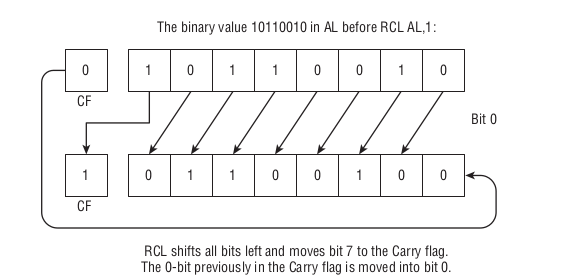 The binary value 10110010 in AL before RCL AL,1:
0 1 0 1 1 0 0 1 0
CF
Bit 0
1 0 1 1 0 0 1 0 0
CF
RCL shifts all bits left and moves bit 7 to the Carry flag.
The 0-bit previously in the Carry flag is moved into bit 0.